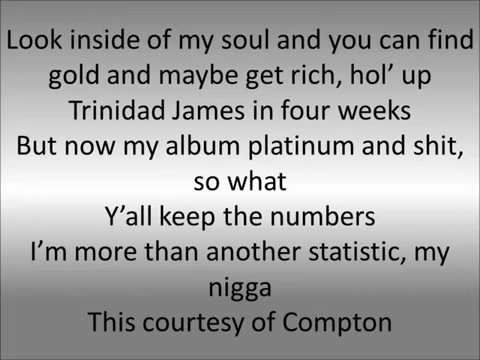 Look inside of my soul and you can find
gold and maybe get rich, hol’ up
Trinidad James in four weeks
But now my album platinum and shit,
so what
Y’all keep the numbers
I’m more than another statistic, my
nigga
This courtesy of Compton